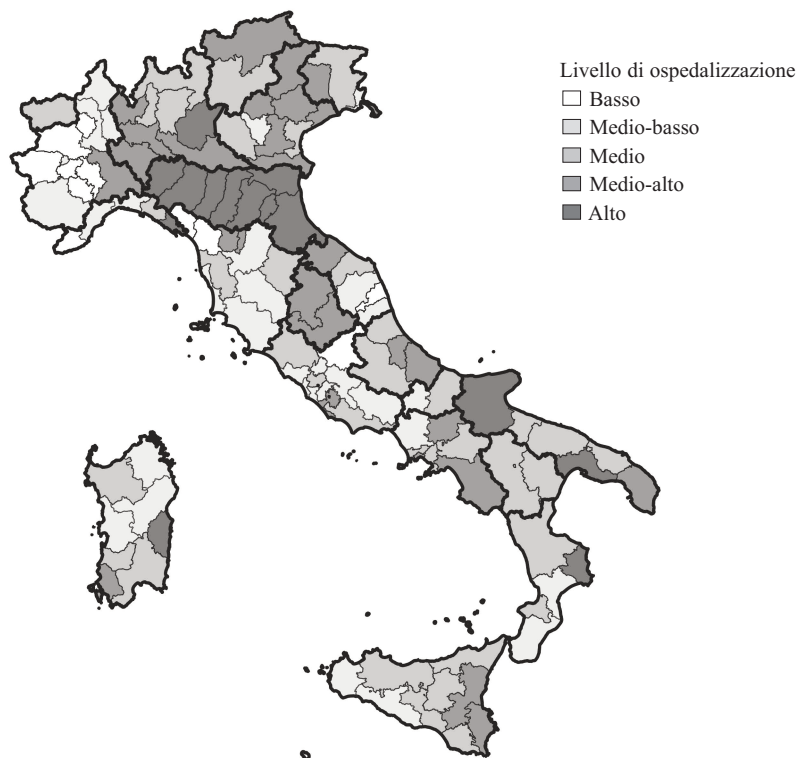 Livello di ospedalizzazione
Basso
Medio-basso
Medio
Medio-alto
Alto